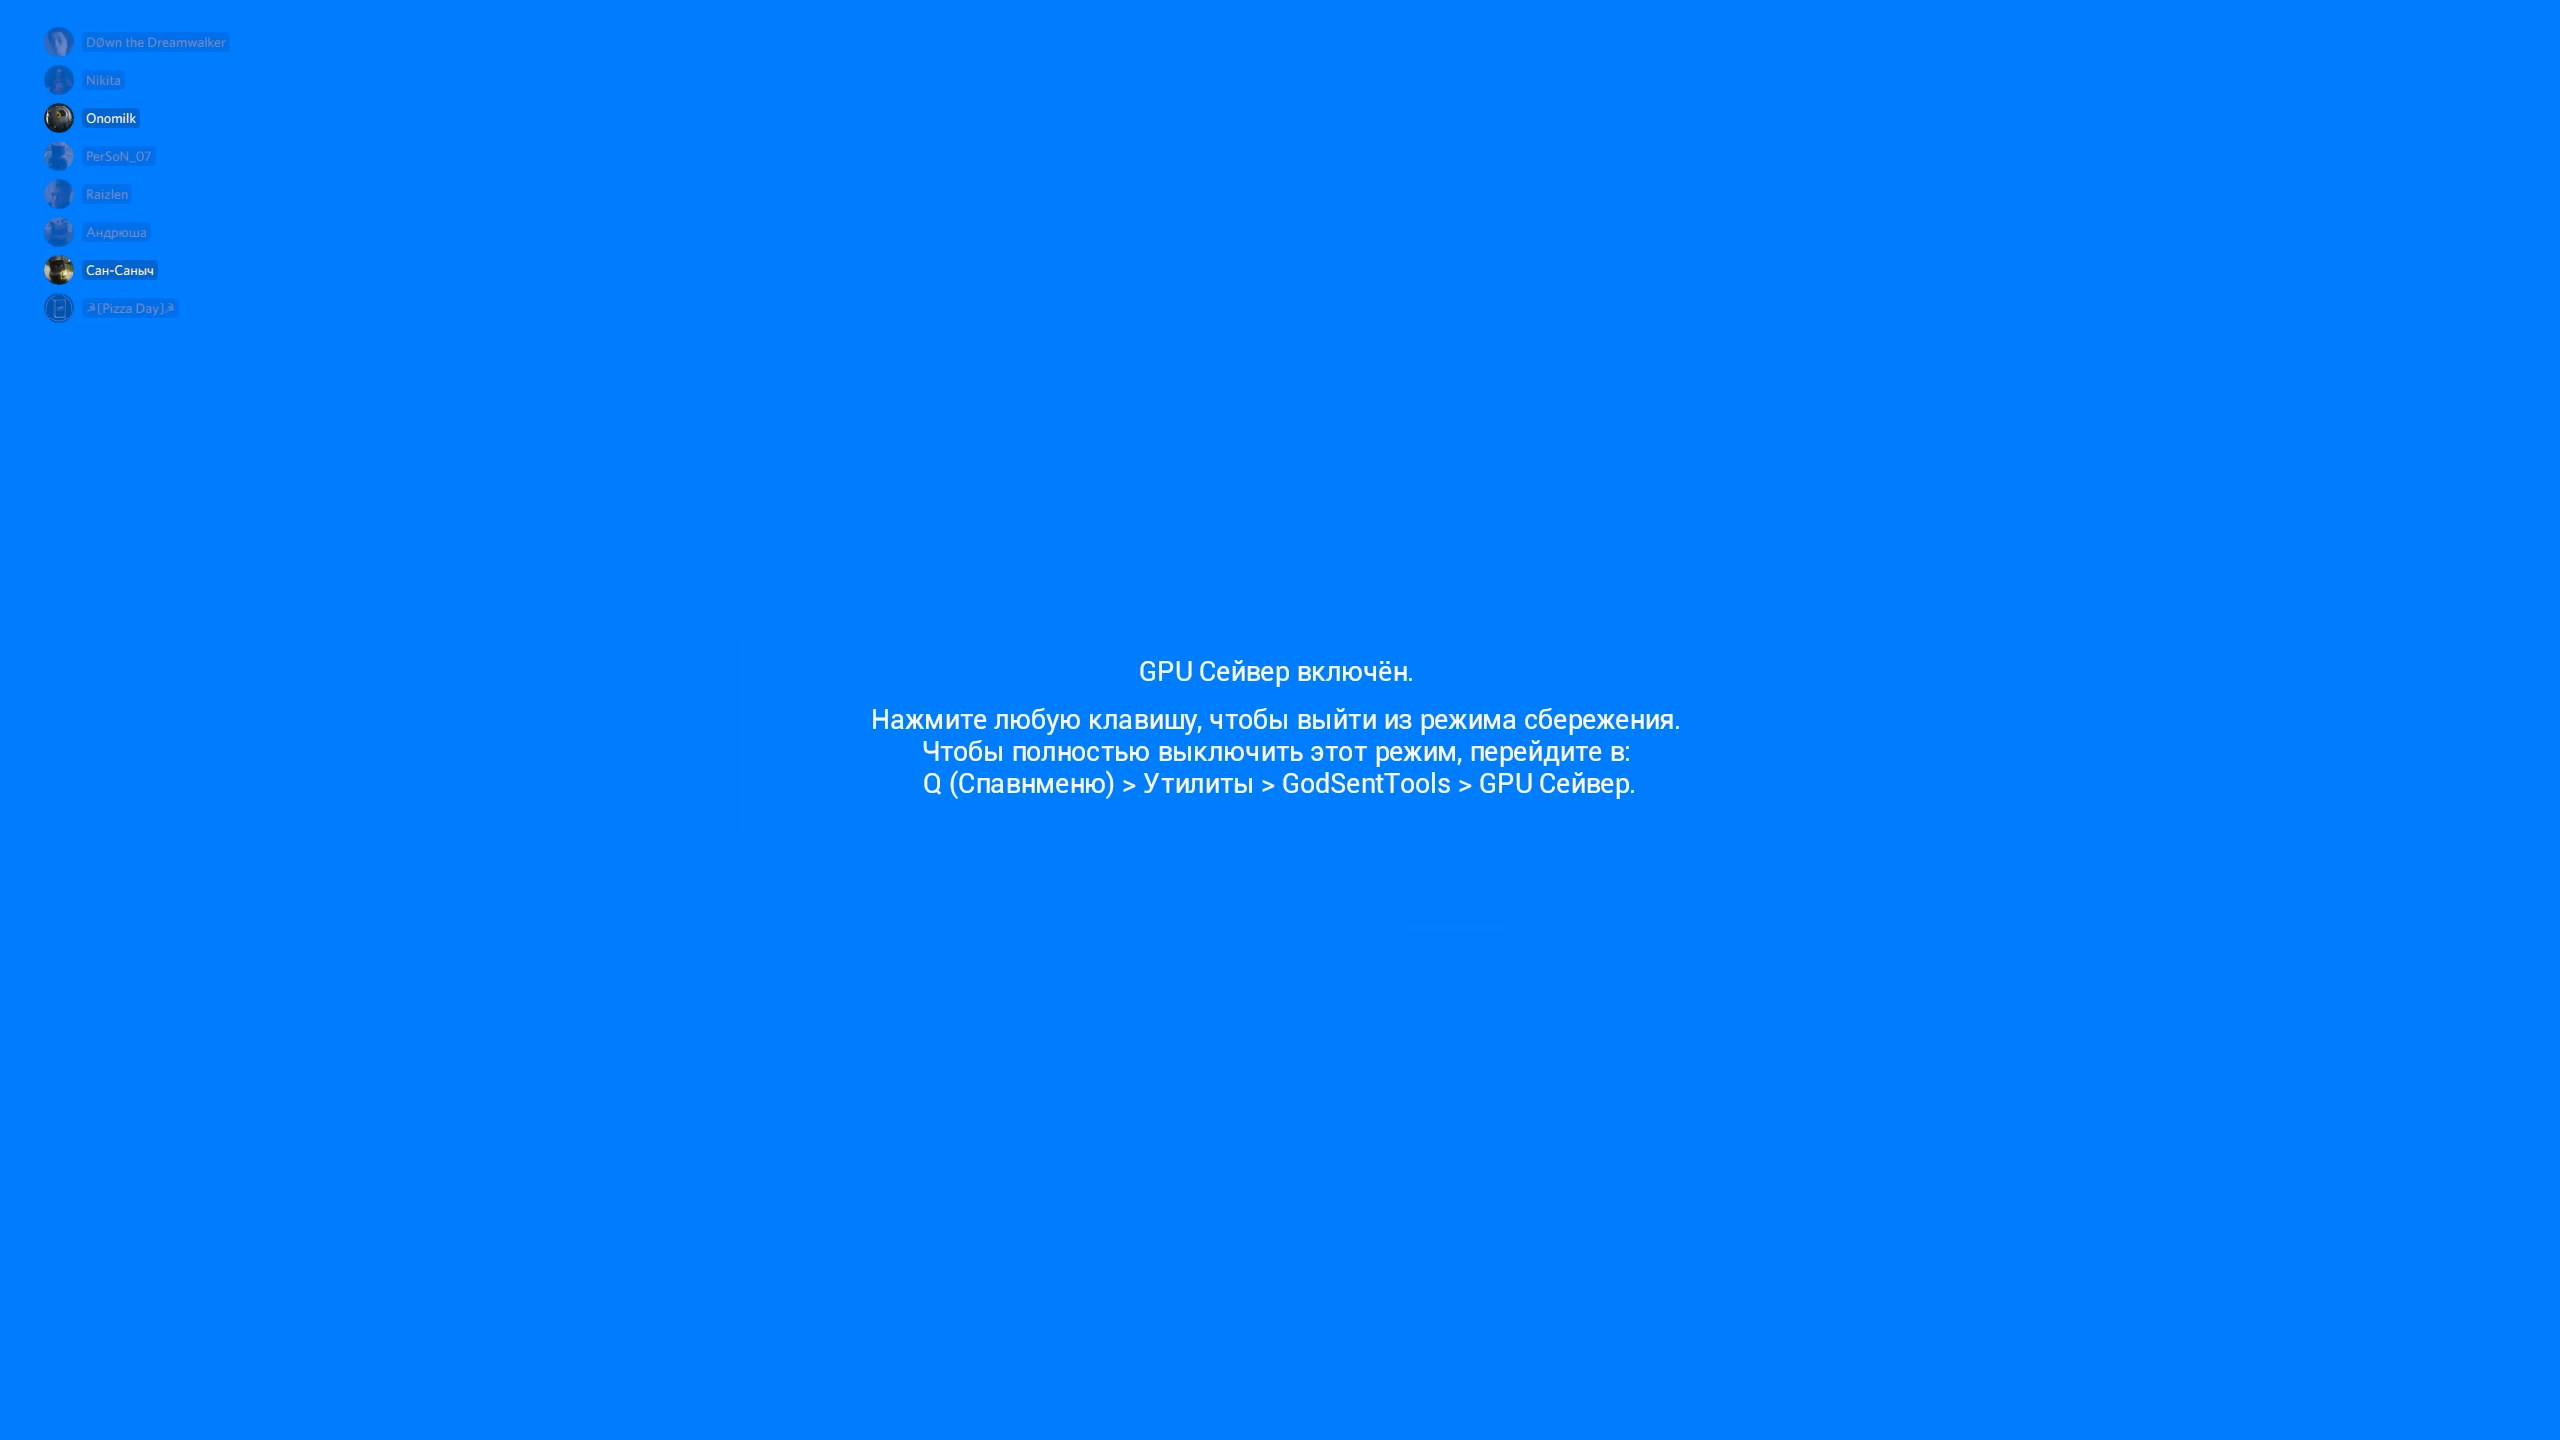 DØwn the Dreamwalker
Nikita
Onomilk
PerSoN_07
Raizlen
Андрюша
Сан-Саныч
☭[Pizza Day]☭
GPU Сейвер включён.
Нажмите любую клавишу, чтобы выйти из режима сбережения.
Чтобы полностью выключить этот режим, перейдите в:
Q (Спавнменю) > Утилиты > GodSentTools > GPU Сейвер.